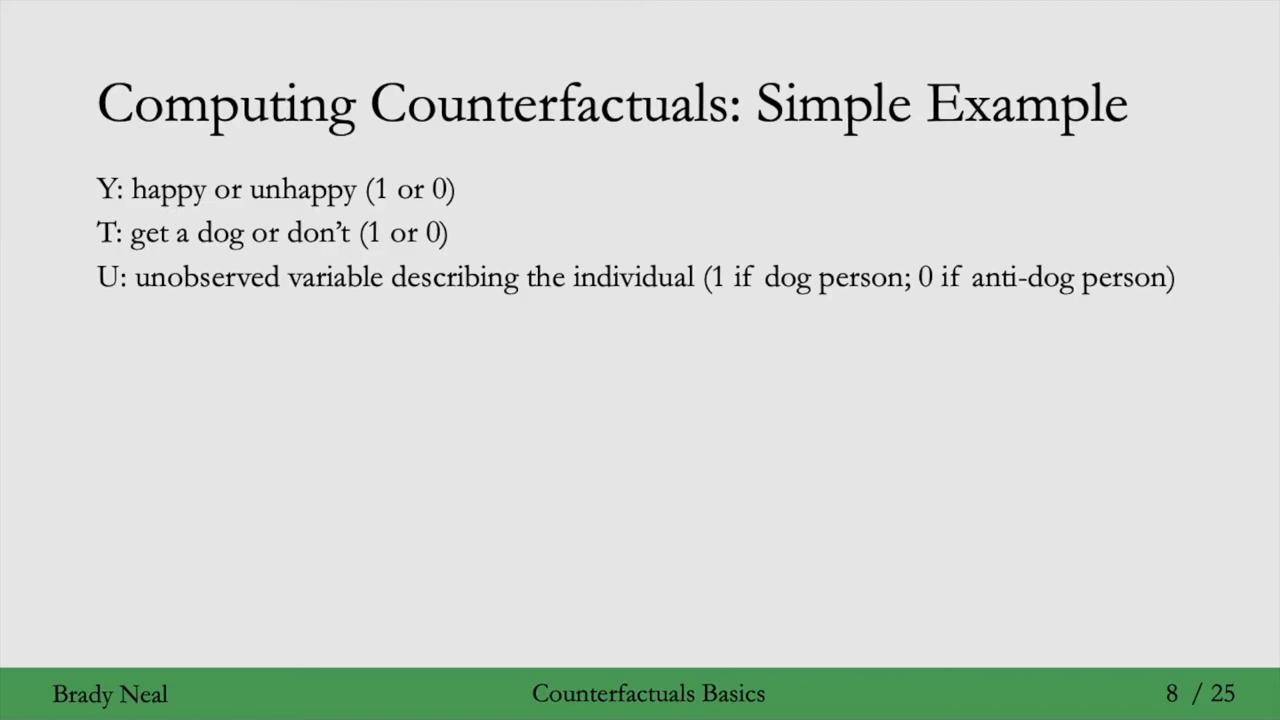 Computing Counterfactuals: Simple Example
Y: happy or unhappy (1 or 0)
T: get a dog or don’t (1 or 0)
U: unobserved variable describing the individual (1 if dog person; 0 if anti-dog person)
Brady Neal
Counterfactuals Basics
8 / 25